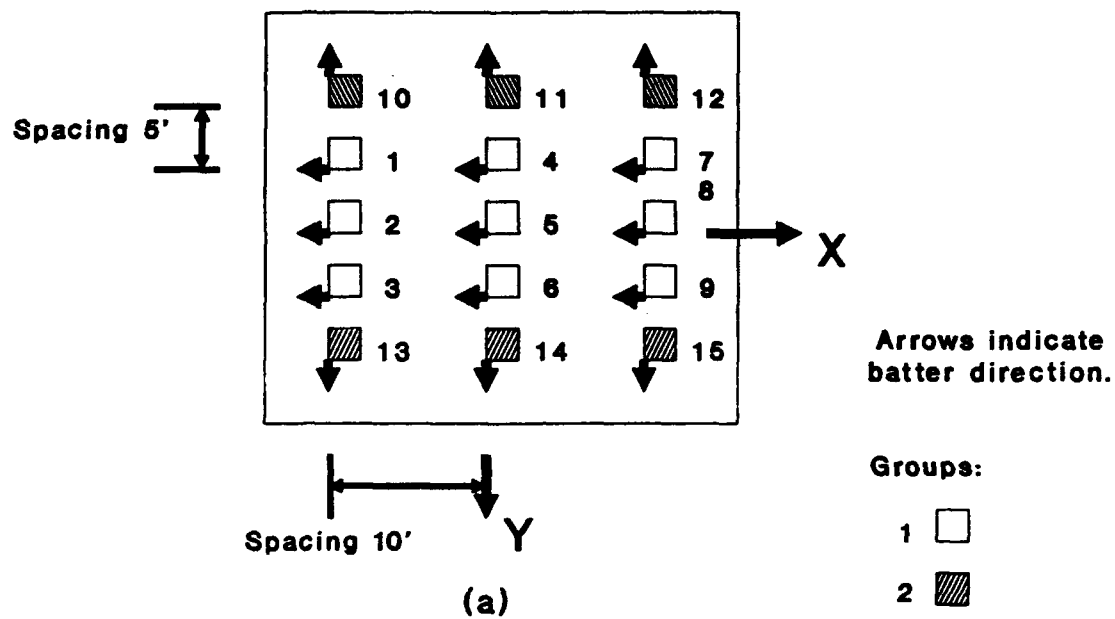 10 11 12
Spacing 5'
1 4 7
8
2 5
X
3 6 9
13 14 15
Arrows indicate
batter direction.
Groups:
Spacing 10'
Y
1
2
(a)